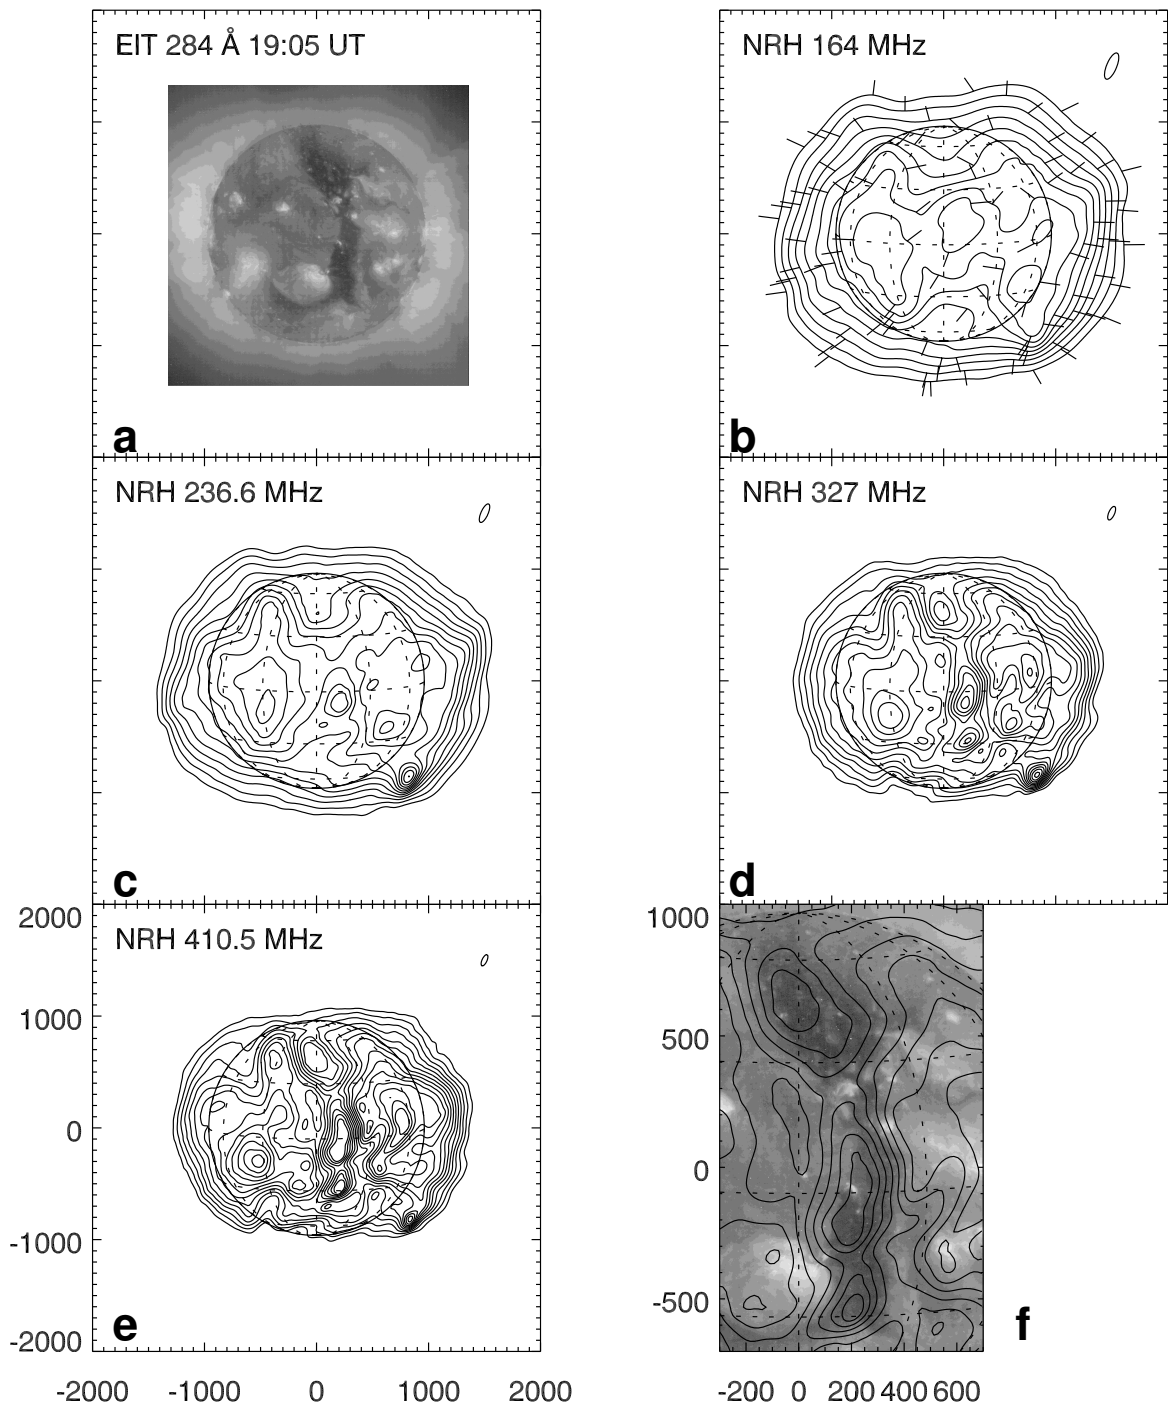 EIT 284 Å 19:05 UT
a
NRH 164 MHz
b
NRH 236.6 MHz
c
NRH 327 MHz
d
NRH 410.5 MHz
e
2000
1000
0
-1000
-2000
-2000 -1000 0 1000 2000
1000
500
0
-500
-200 0 200 400 600
f